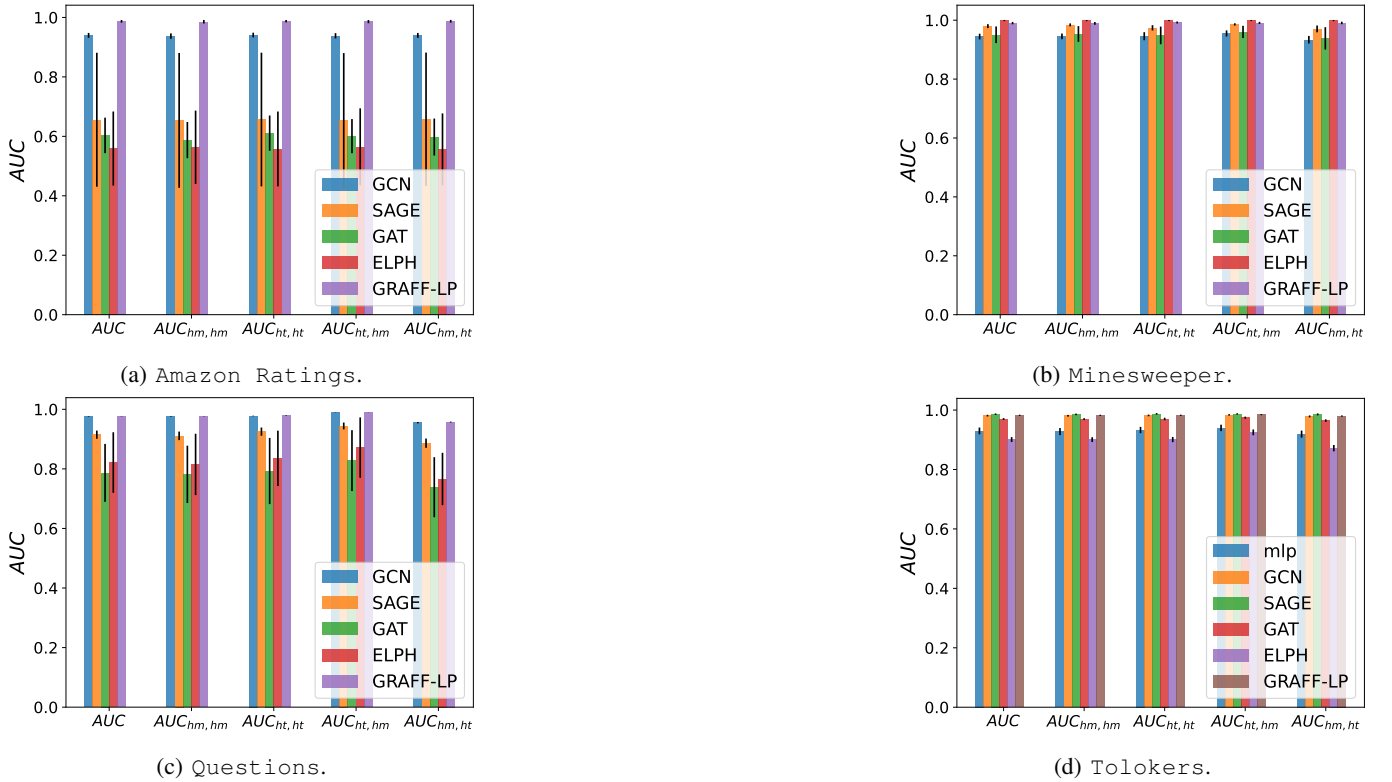 1.0
0.8
0.6
0.4
0.2
0.0
AUC
GCN
SAGE
GAT
ELPH
GRAFF-LP
AUC AUC_{hm, hm} AUC_{ht, ht} AUC_{ht, hm} AUC_{hm, ht}
(a) Amazon Ratings.
1.0
0.8
0.6
0.4
0.2
0.0
AUC
GCN
SAGE
GAT
ELPH
GRAFF-LP
AUC AUC_{hm, hm} AUC_{ht, ht} AUC_{ht, hm} AUC_{hm, ht}
(b) Minesweeper.
1.0
0.8
0.6
0.4
0.2
0.0
AUC
GCN
SAGE
GAT
ELPH
GRAFF-LP
AUC AUC_{hm, hm} AUC_{ht, ht} AUC_{ht, hm} AUC_{hm, ht}
(c) Questions.
1.0
0.8
0.6
0.4
0.2
0.0
AUC
mlp
GCN
SAGE
GAT
ELPH
GRAFF-LP
AUC AUC_{hm, hm} AUC_{ht, ht} AUC_{ht, hm} AUC_{hm, ht}
(d) Tolokers.